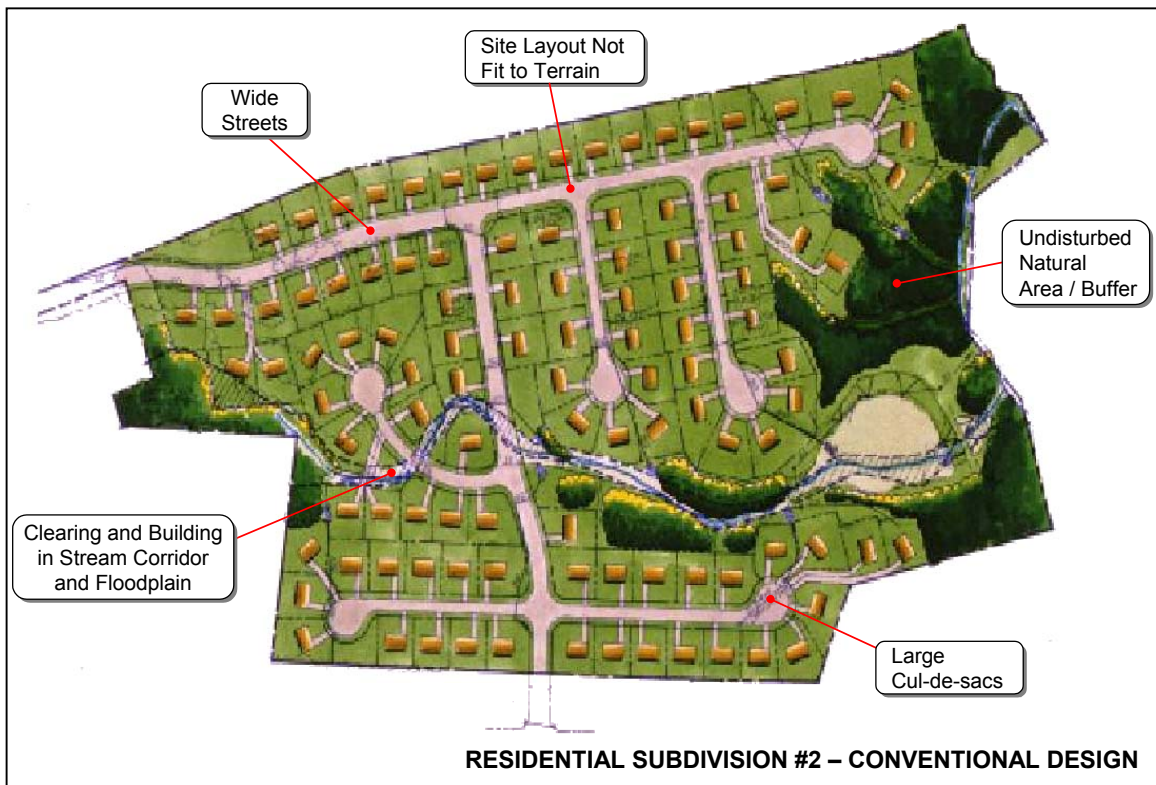 Site Layout Not
Fit to Terrain
Wide
Streets
Undisturbed
Natural
Area / Buffer
Clearing and Building
in Stream Corridor
and Floodplain
Large
Cul-de-sacs
RESIDENTIAL SUBDIVISION #2 – CONVENTIONAL DESIGN